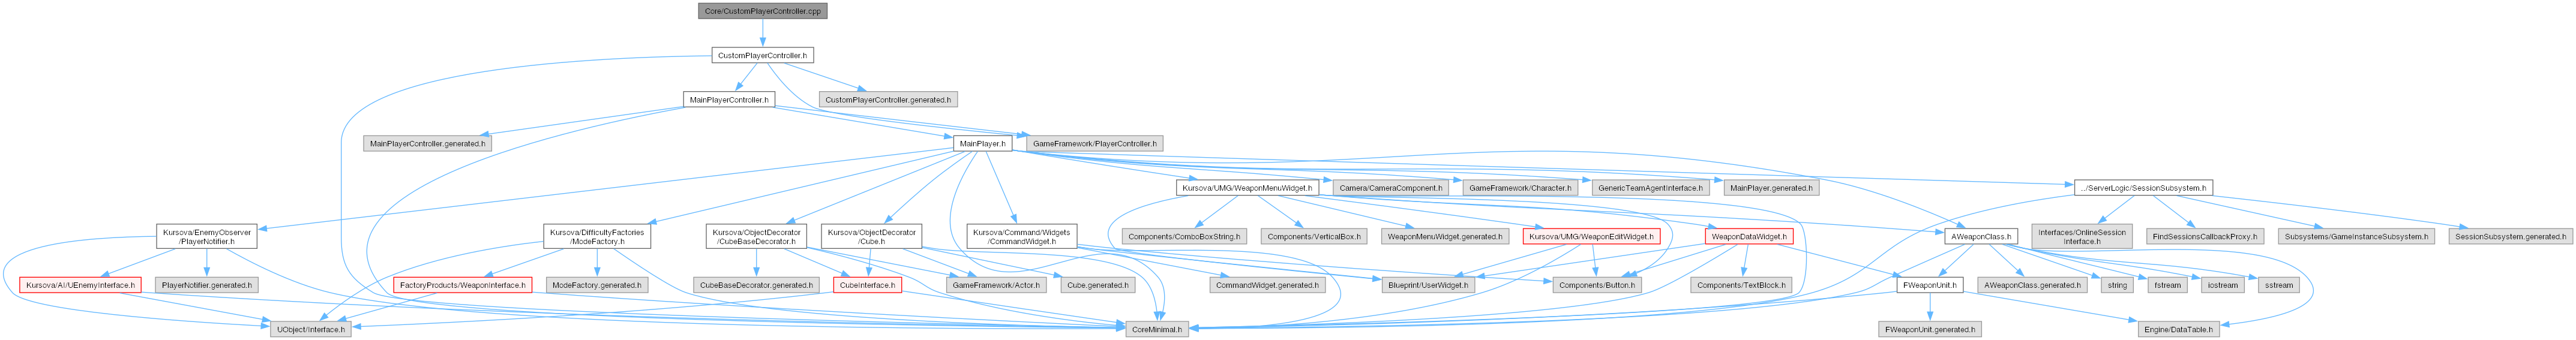 Core/CustomPlayerController.cpp
CustomPlayerController.h
MainPlayerController.h
CustomPlayerController.generated.h
MainPlayerController.generated.h
MainPlayer.h
GameFramework/PlayerController.h
Kursova/UMG/WeaponMenuWidget.h
Camera/CameraComponent.h
GameFramework/Character.h
GenericTeamAgentInterface.h
MainPlayer.generated.h
../ServerLogic/SessionSubsystem.h
Kursova/EnemyObserver
/PlayerNotifier.h
Kursova/DifficultyFactories
/ModeFactory.h
Kursova/ObjectDecorator
/CubeBaseDecorator.h
Kursova/ObjectDecorator
/Cube.h
Kursova/Command/Widgets
/CommandWidget.h
Components/ComboBoxString.h
Components/VerticalBox.h
WeaponMenuWidget.generated.h
Kursova/UMG/WeaponEditWidget.h
WeaponDataWidget.h
AWeaponClass.h
Interfaces/OnlineSession
Interface.h
FindSessionsCallbackProxy.h
Subsystems/GameInstanceSubsystem.h
SessionSubsystem.generated.h
Kursova/AI/UEnemyInterface.h
PlayerNotifier.generated.h
FactoryProducts/WeaponInterface.h
ModeFactory.generated.h
CubeBaseDecorator.generated.h
CubeInterface.h
GameFramework/Actor.h
Cube.generated.h
CommandWidget.generated.h
Blueprint/UserWidget.h
Components/Button.h
Components/TextBlock.h
FWeaponUnit.h
AWeaponClass.generated.h
string
fstream
iostream
sstream
UObject/Interface.h
CoreMinimal.h
FWeaponUnit.generated.h
Engine/DataTable.h